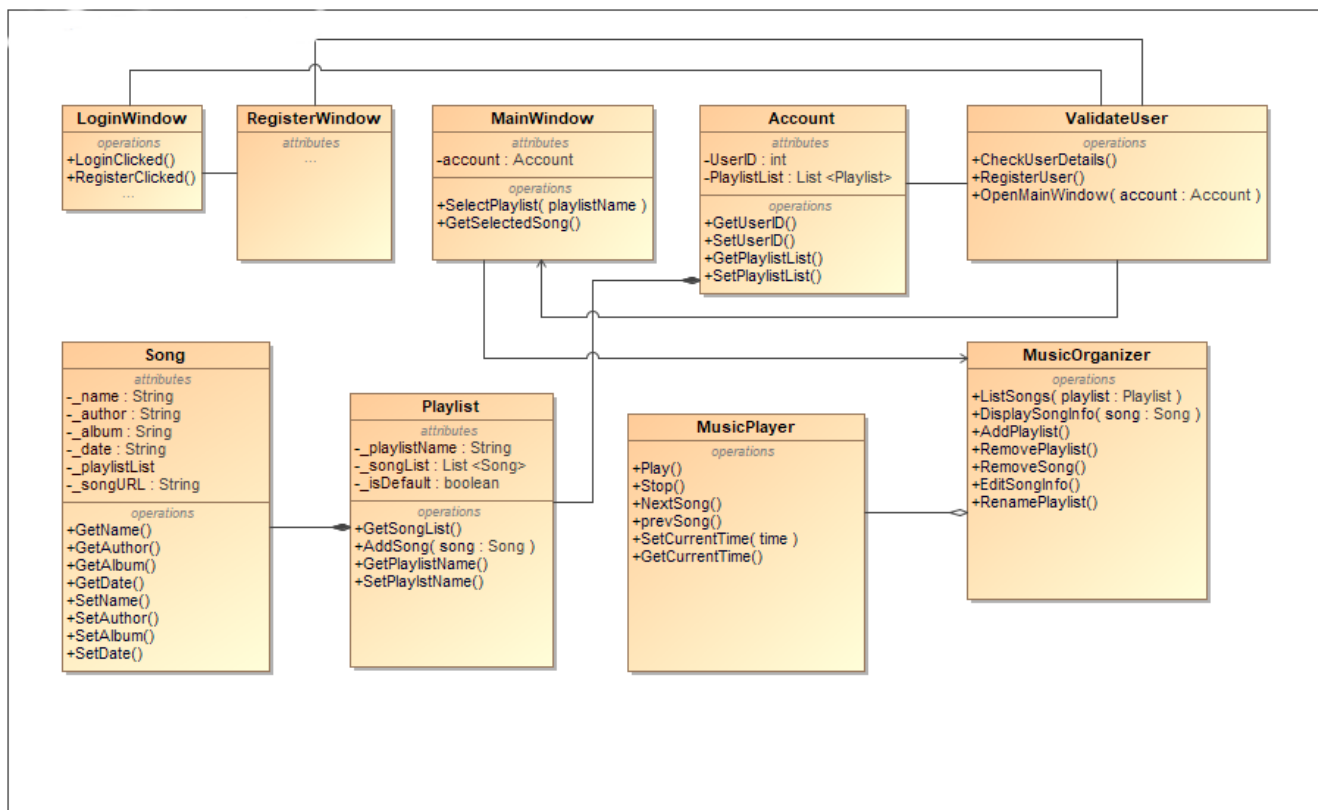 LoginWindow
operations
+LoginClicked()
+RegisterClicked()
...
RegisterWindow
attributes
...
MainWindow
attributes
-account : Account
operations
+SelectPlaylist( playlistName )
+GetSelectedSong()
Account
attributes
-UserID : int
-PlaylistList : List <Playlist>
operations
+GetUserID()
+SetUserID()
+GetPlaylistList()
+SetPlaylistList()
ValidateUser
operations
+CheckUserDetails()
+RegisterUser()
+OpenMainWindow( account : Account )
Song
attributes
-_name : String
-_author : String
-_album : Sring
-_date : String
-_playlistList
-_songURL : String
operations
+GetName()
+GetAuthor()
+GetAlbum()
+GetDate()
+SetName()
+SetAuthor()
+SetAlbum()
+SetDate()
Playlist
attributes
-_playlistName : String
-_songList : List <Song>
-_isDefault : boolean
operations
+GetSongList()
+AddSong( song : Song )
+GetPlaylistName()
+SetPlaylstName()
MusicPlayer
operations
+Play()
+Stop()
+NextSong()
+prevSong()
+SetCurrentTime( time )
+GetCurrentTime()
MusicOrganizer
operations
+ListSongs( playlist : Playlist )
+DisplaySongInfo( song : Song )
+AddPlaylist()
+RemovePlaylist()
+RemoveSong()
+EditSongInfo()
+RenamePlaylist()